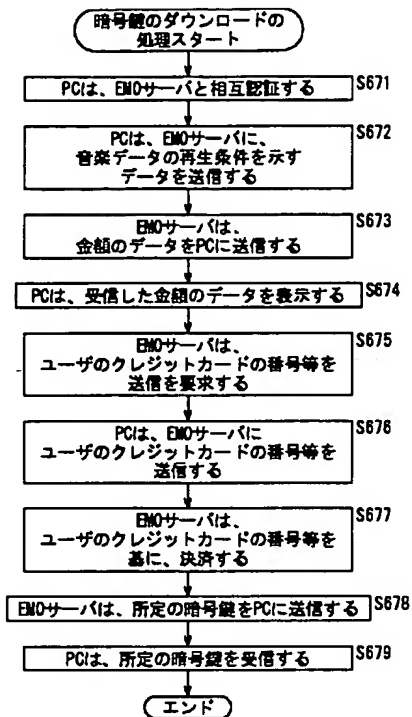 暗号鍵のダウンロードの
処理スタート
PCは、EMDサーバと相互認証する
S671
PCは、EMDサーバに、
音楽データの再生条件を示す
データを送信する
S672
EMDサーバは、
金額のデータをPCに送信する
S673
PCは、受信した金額のデータを表示する
S674
EMDサーバは、
ユーザのクレジットカードの番号等を
送信を要求する
S675
PCは、EMDサーバに
ユーザのクレジットカードの番号等を
送信する
S676
EMDサーバは、
ユーザのクレジットカードの番号等を
基に、決済する
S677
EMDサーバは、所定の暗号鍵をPCに送信する
S678
PCは、所定の暗号鍵を受信する
S679
エンド